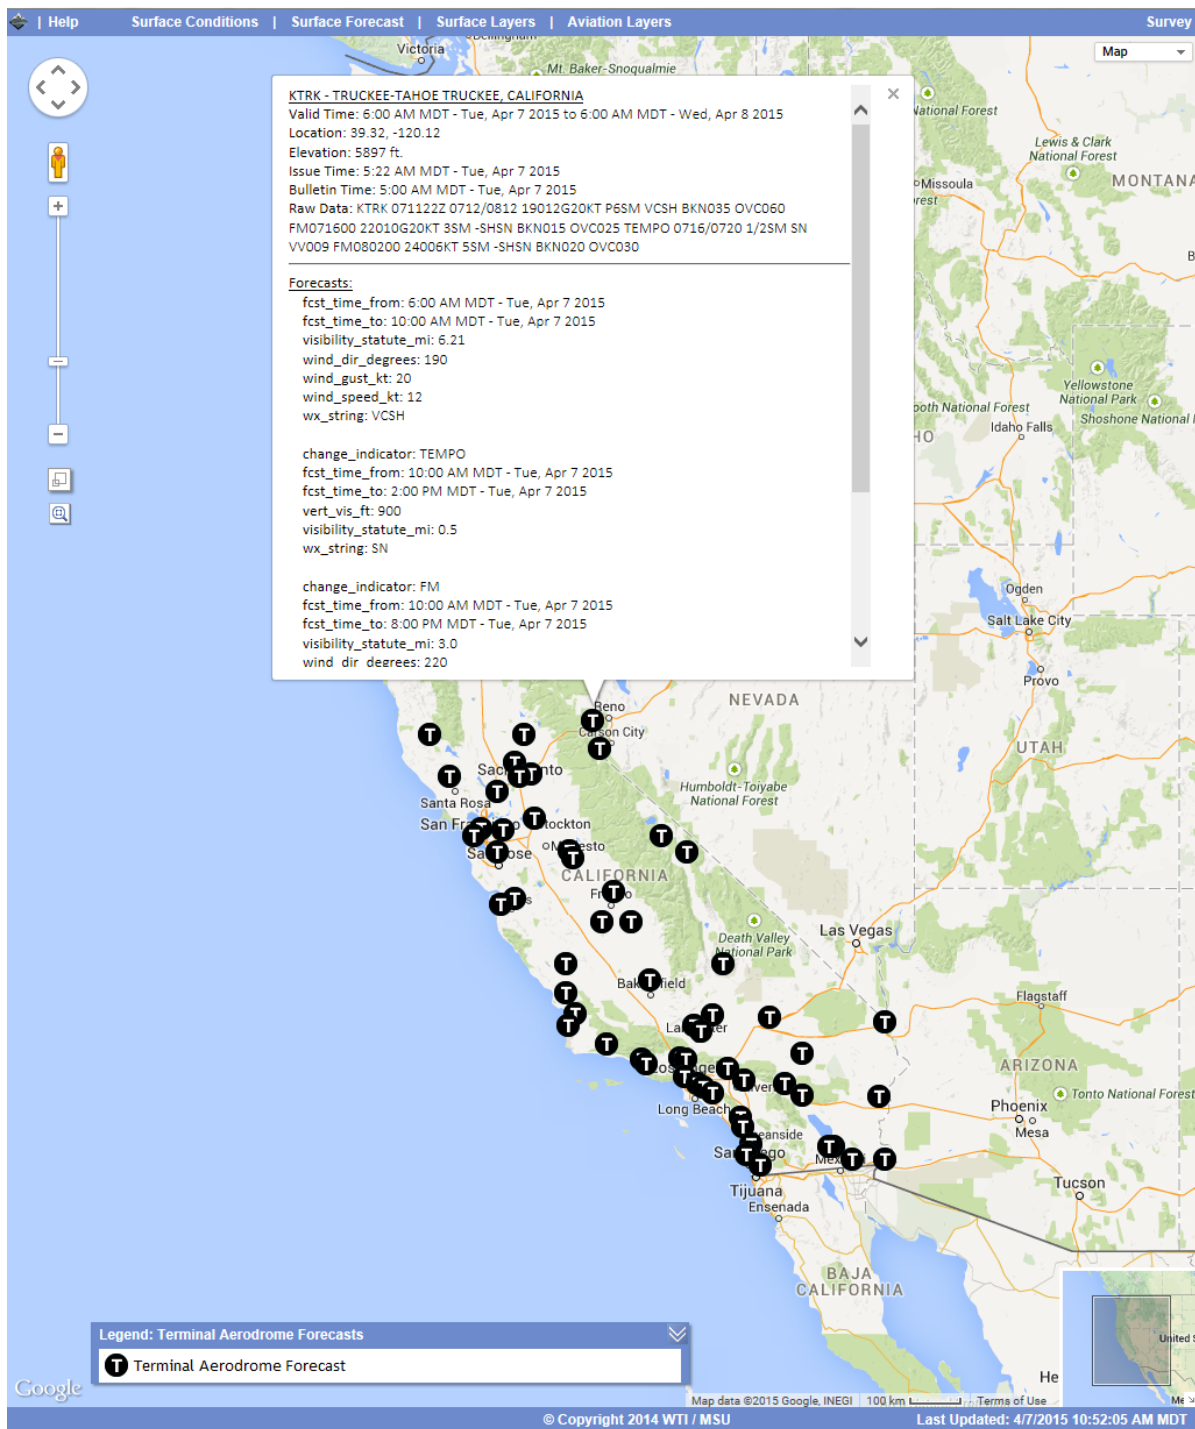 | Help Surface Conditions | Surface Forecast | Surface Layers | Aviation Layers Survey
Victoria
Bellingham
Mt. Baker-Snoqualmie
Map
KTRK - TRUCKEE-TAHOE TRUCKEE, CALIFORNIA
Valid Time: 6:00 AM MDT - Tue, Apr 7 2015 to 6:00 AM MDT - Wed, Apr 8 2015
Location: 39.32, -120.12
Elevation: 5897 ft.
Issue Time: 5:22 AM MDT - Tue, Apr 7 2015
Bulletin Time: 5:00 AM MDT - Tue, Apr 7 2015
Raw Data: KTRK 071122Z 0712/0812 19012G20KT P6SM VCSH BKN035 OVC060
FM071600 22010G20KT 3SM -SHSN BKN015 OVC025 TEMPO 0716/0720 1/2SM SN
VV009 FM080200 24006KT 5SM -SHSN BKN020 OVC030
Forecasts:
fcst_time_from: 6:00 AM MDT - Tue, Apr 7 2015
fcst_time_to: 10:00 AM MDT - Tue, Apr 7 2015
visibility_statute_mi: 6.21
wind_dir_degrees: 190
wind_gust_kt: 20
wind_speed_kt: 12
wx_string: VCSH
change_indicator: TEMPO
fcst_time_from: 10:00 AM MDT - Tue, Apr 7 2015
fcst_time_to: 2:00 PM MDT - Tue, Apr 7 2015
vert_vis_ft: 900
visibility_statute_mi: 0.5
wx_string: SN
change_indicator: FM
fcst_time_from: 10:00 AM MDT - Tue, Apr 7 2015
fcst_time_to: 8:00 PM MDT - Tue, Apr 7 2015
visibility_statute_mi: 3.0
wind_dir_degrees: 220
National Forest
Lewis & Clark
National Forest
Missoula
MONTANA
Yellowstone
National Park
Shoshone National
National Forest
Idaho Falls
Ogden
Salt Lake City
Provo
NEVADA
Reno
Carson City
UTAH
Humboldt-Toiyabe
National Forest
Santa Rosa
Stockton
CALIFORNIA
Death Valley
National Park
Las Vegas
Flagstaff
ARIZONA
Tonto National Forest
Phoenix
Mesa
Long Beach
Tijuana
Ensenada
Tucson
BAJA
CALIFORNIA
Legend: Terminal Aerodrome Forecasts
T Terminal Aerodrome Forecast
United S
He
Me
Google
Map data ©2015 Google, INEGI 100 km Terms of Use
© Copyright 2014 WTI / MSU Last Updated: 4/7/2015 10:52:05 AM MDT